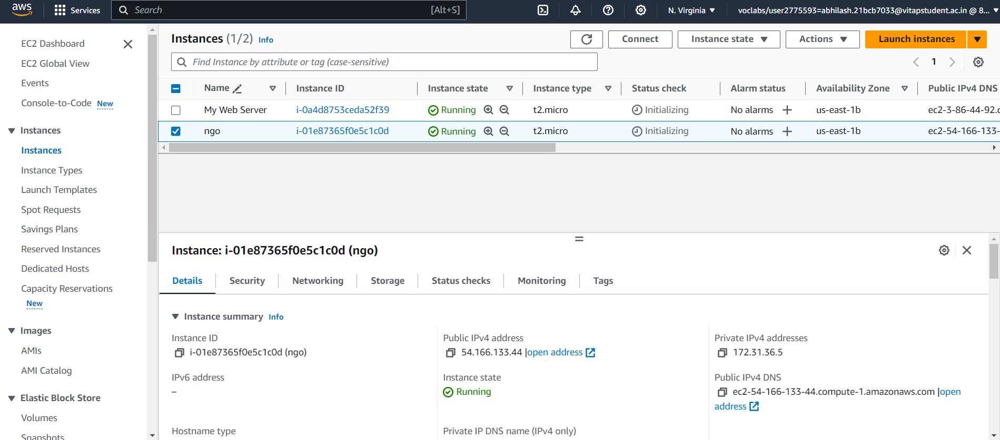 aws Services Search [Alt+S] N. Virginia voclabs/user2775593=abhilash.21bcb7033@vitapstudent.ac.in @ 8...
EC2 Dashboard
EC2 Global View
Events
Console-to-Code New
Instances
Instances
Instance Types
Launch Templates
Spot Requests
Savings Plans
Reserved Instances
Dedicated Hosts
Capacity Reservations
New
Images
AMIs
AMI Catalog
Elastic Block Store
Volumes
Snapshots
Instances (1/2) Info Connect Instance state Actions Launch instances
Find Instance by attribute or tag (case-sensitive) 1
Name Instance ID Instance state Instance type Status check Alarm status Availability Zone Public IPv4 DNS
My Web Server i-0a4d8753ceda52f39 Running t2.micro Initializing No alarms us-east-1b ec2-3-86-44-92.c
ngo i-01e87365f0e5c1c0d Running t2.micro Initializing No alarms us-east-1b ec2-54-166-133-
Instance: i-01e87365f0e5c1c0d (ngo)
Details Security Networking Storage Status checks Monitoring Tags
Instance summary Info
Instance ID Public IPv4 address Private IPv4 addresses
i-01e87365f0e5c1c0d (ngo) 54.166.133.44 |open address 172.31.36.5
IPv6 address Instance state Public IPv4 DNS
– Running ec2-54-166-133-44.compute-1.amazonaws.com |open
address
Hostname type Private IP DNS name (IPv4 only)